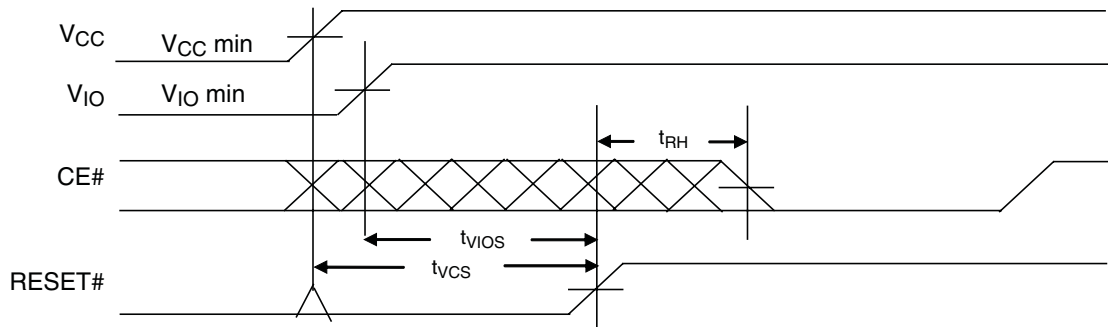 VCC VCC min
VIO VIO min
tRH
CE#
tVIOS
tVCS
RESET#